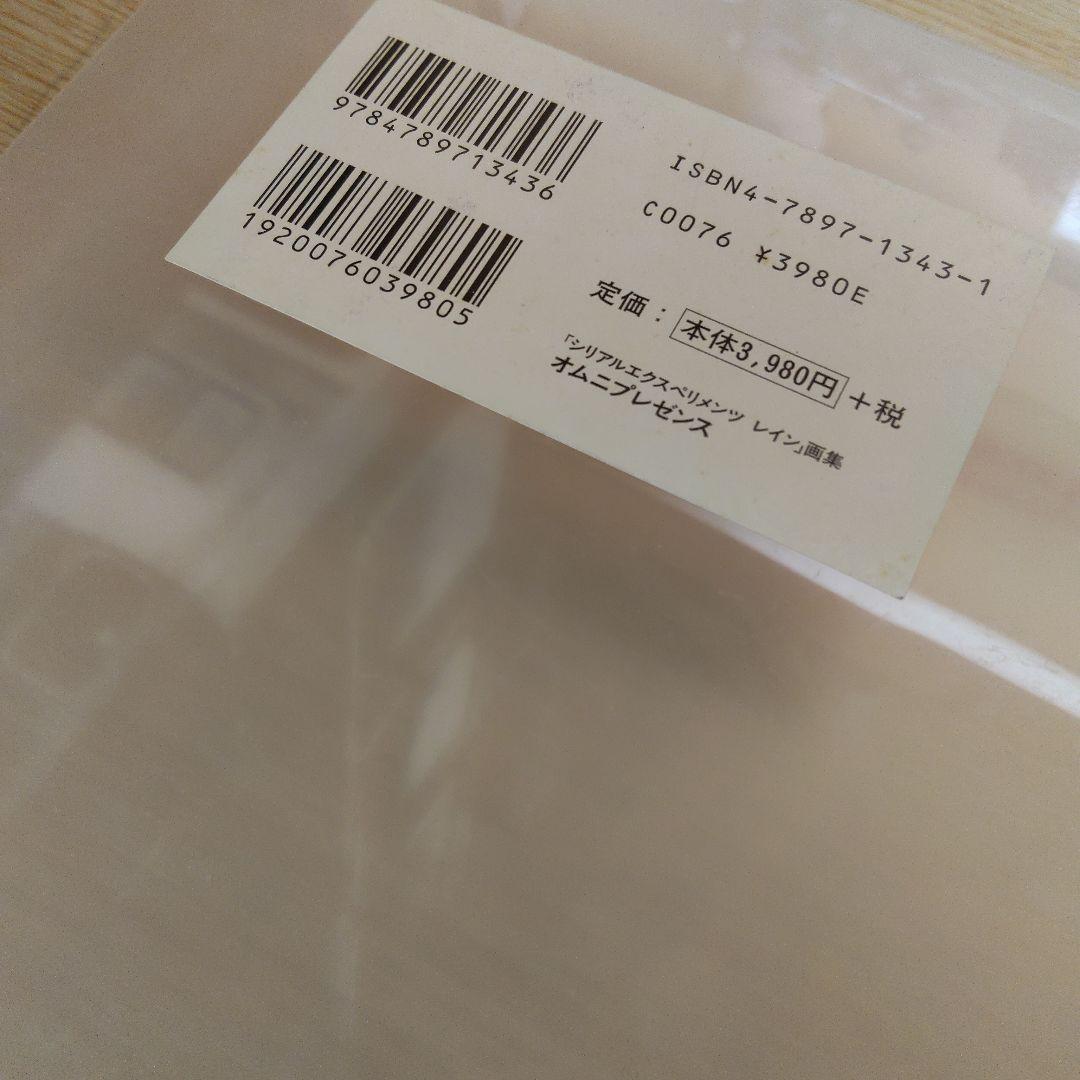 9784789713436
1920076039805
ISBN4-7897-1343-1
C0076 ¥3980E
定価：本体3,980円＋税
「シリアルエクスペリメンツ レイン」画集
オムニプレゼンス